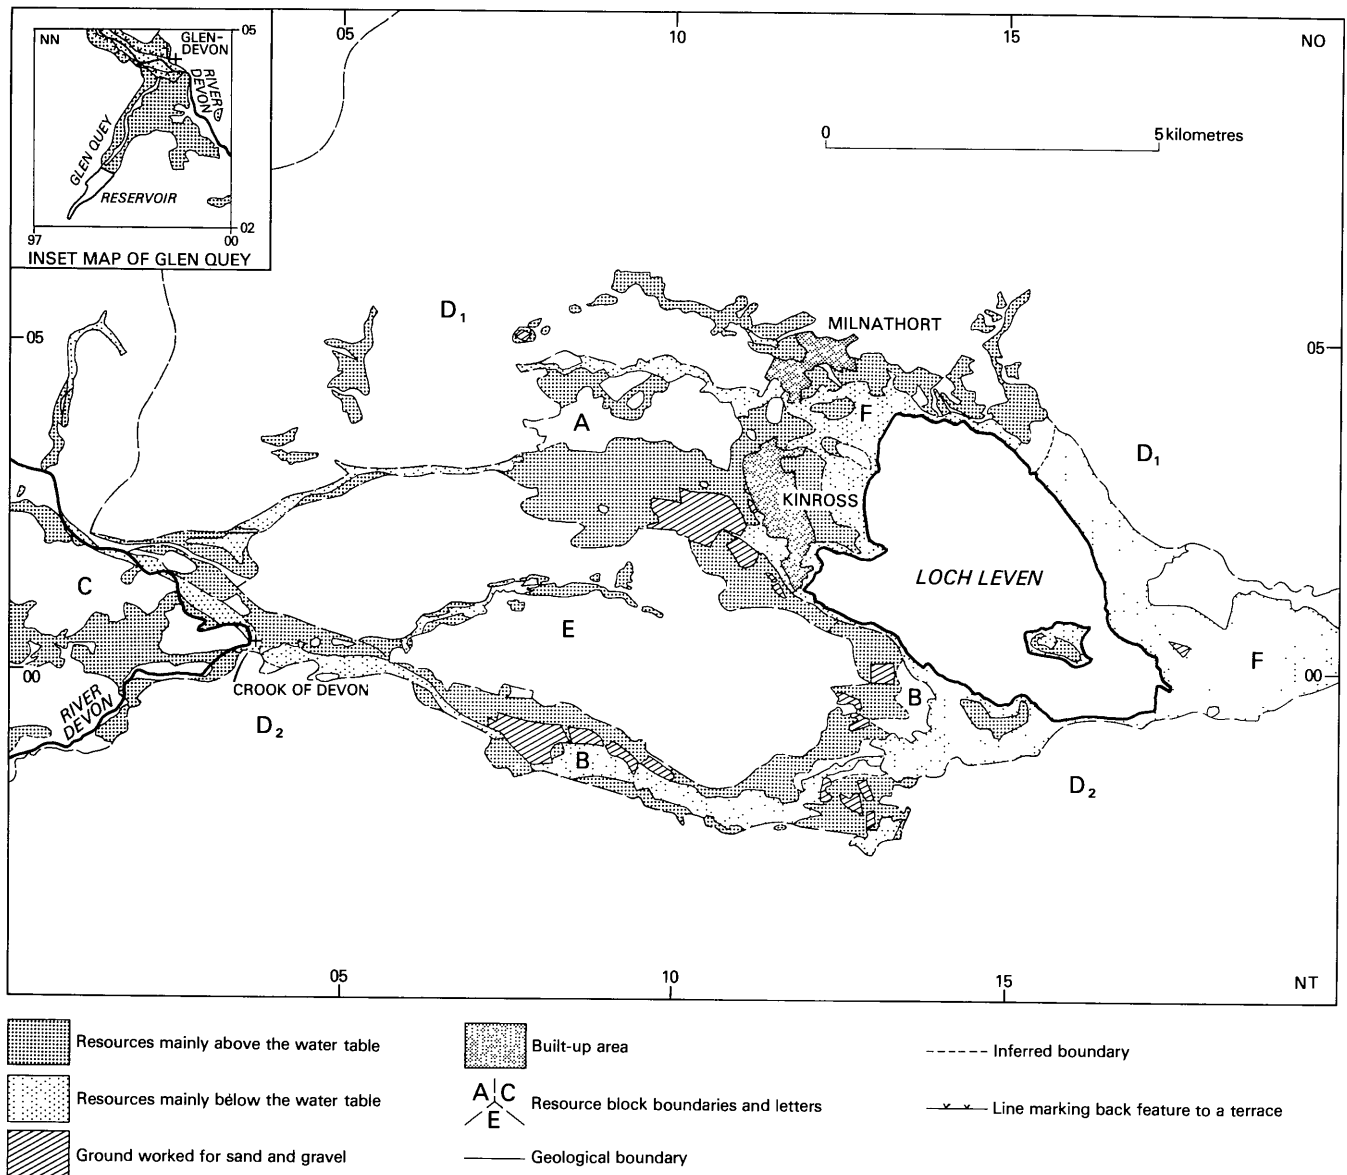 NN
GLEN-
DEVON
05
RIVER
DEVON
GLEN QUEY
RESERVOIR
97
00
02
INSET MAP OF GLEN QUEY
05
10
15
NO
0
5 kilometres
D1
MILNATHORT
05
05
A
F
D1
KINROSS
C
LOCH LEVEN
E
F
00
00
CROOK OF DEVON
B
RIVER
DEVON
D2
B
D2
05
10
15
NT
Resources mainly above the water table
Built-up area
Inferred boundary
Resources mainly below the water table
A C
E
Resource block boundaries and letters
Line marking back feature to a terrace
Ground worked for sand and gravel
Geological boundary